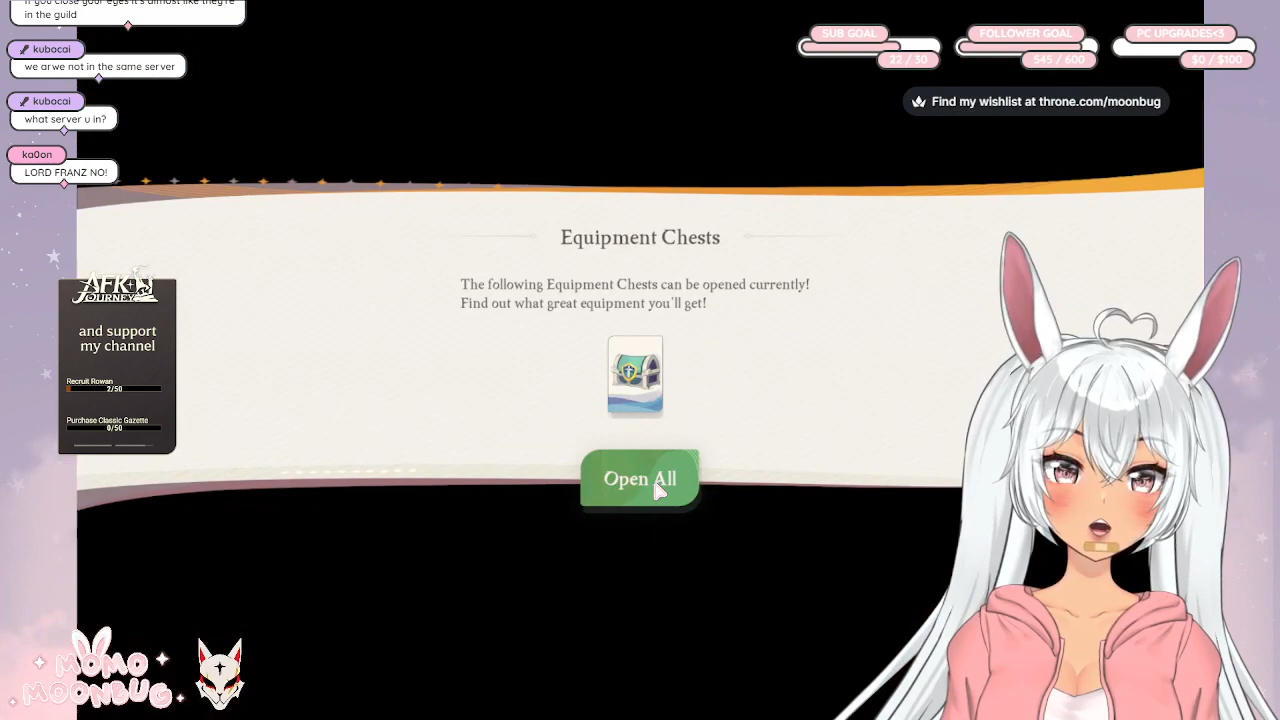 in the guild
kubocai
we arwe not in the same server
kubocai
what server u in?
ka0on
LORD FRANZ NO!
SUB GOAL
22 / 30
FOLLOWER GOAL
545 / 600
PC UPGRADES<3
$0 / $100
Find my wishlist at throne.com/moonbug
Equipment Chests
The following Equipment Chests can be opened currently!
Find out what great equipment you'll get!
Open All
AFK
JOURNEY
and support
my channel
Recruit Rowan
2/50
Purchase Classic Gazette
0/50
MOMO
MOONBUG